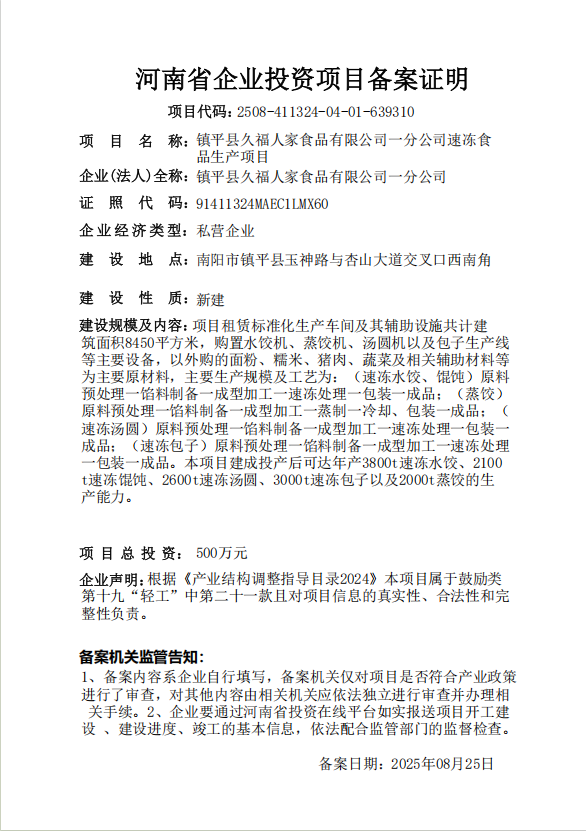 河南省企业投资项目备案证明
项目代码：2508-411324-04-01-639310
项目名称：镇平县久福人家食品有限公司一分公司速冻食
品生产项目
企业(法人)全称：镇平县久福人家食品有限公司一分公司
证照代码：91411324MAEC1LMX60
企业经济类型：私营企业
建设地点：南阳市镇平县玉神路与杏山大道交叉口西南角
建设性质：新建
建设规模及内容：项目租赁标准化生产车间及其辅助设施共计建
筑面积8450平方米，购置水饺机、蒸饺机、汤圆机以及包子生产线
等主要设备，以外购的面粉、糯米、猪肉、蔬菜及相关辅助材料等
为主要原材料，主要生产规模及工艺为：（速冻水饺、馄饨）原料
预处理一馅料制备一成型加工一速冻处理一包装一成品；（蒸饺）
原料预处理一馅料制备一成型加工一蒸制一冷却、包装一成品；（
速冻汤圆）原料预处理一馅料制备一成型加工一速冻处理一包装一
成品；（速冻包子）原料预处理一馅料制备一成型加工一速冻处理
一包装一成品。本项目建成投产后可达年产3800t速冻水饺、2100
t速冻馄饨、2600t速冻汤圆、3000t速冻包子以及2000t蒸饺的生
产能力。
项目总投资：500万元
企业声明：根据《产业结构调整指导目录2024》本项目属于鼓励类
第十九“轻工”中第二十一款且对项目信息的真实性、合法性和完
整性负责。
备案机关监管告知：
1、备案内容系企业自行填写，备案机关仅对项目是否符合产业政策
进行了审查，对其他内容由相关机关应依法独立进行审查并办理相
关手续。2、企业要通过河南省投资在线平台如实报送项目开工建
设 、建设进度、竣工的基本信息，依法配合监管部门的监督检查。
备案日期：2025年08月25日